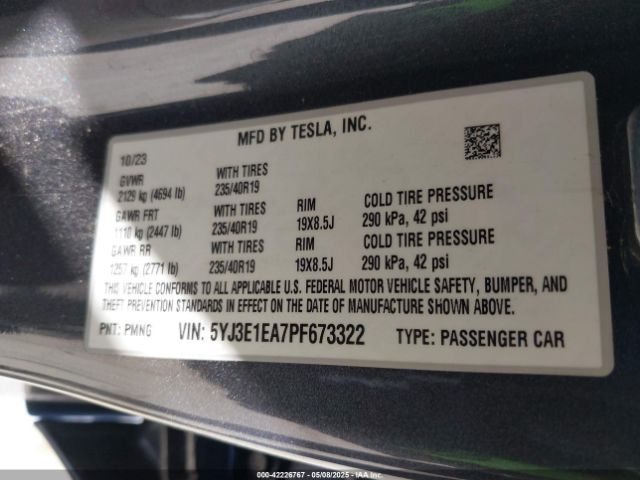 MFD BY TESLA, INC.
10/23
GVWR WITH TIRES
2129 kg (4694 lb) 235/40R19
GAWR FRT WITH TIRES RIM COLD TIRE PRESSURE
1110 kg (2447 lb) 235/40R19 19X8.5J 290 kPa, 42 psi
GAWR RR WITH TIRES RIM COLD TIRE PRESSURE
1257 kg (2771 lb) 235/40R19 19X8.5J 290 kPa, 42 psi
THIS VEHICLE CONFORMS TO ALL APPLICABLE U.S. FEDERAL MOTOR VEHICLE SAFETY, BUMPER, AND
THEFT PREVENTION STANDARDS IN EFFECT ON THE DATE OF MANUFACTURE SHOWN ABOVE.
PNT: PMNG VIN: 5YJ3E1EA7PF673322 TYPE: PASSENGER CAR
000-42226767 - 05/08/2025 - IAA Inc.